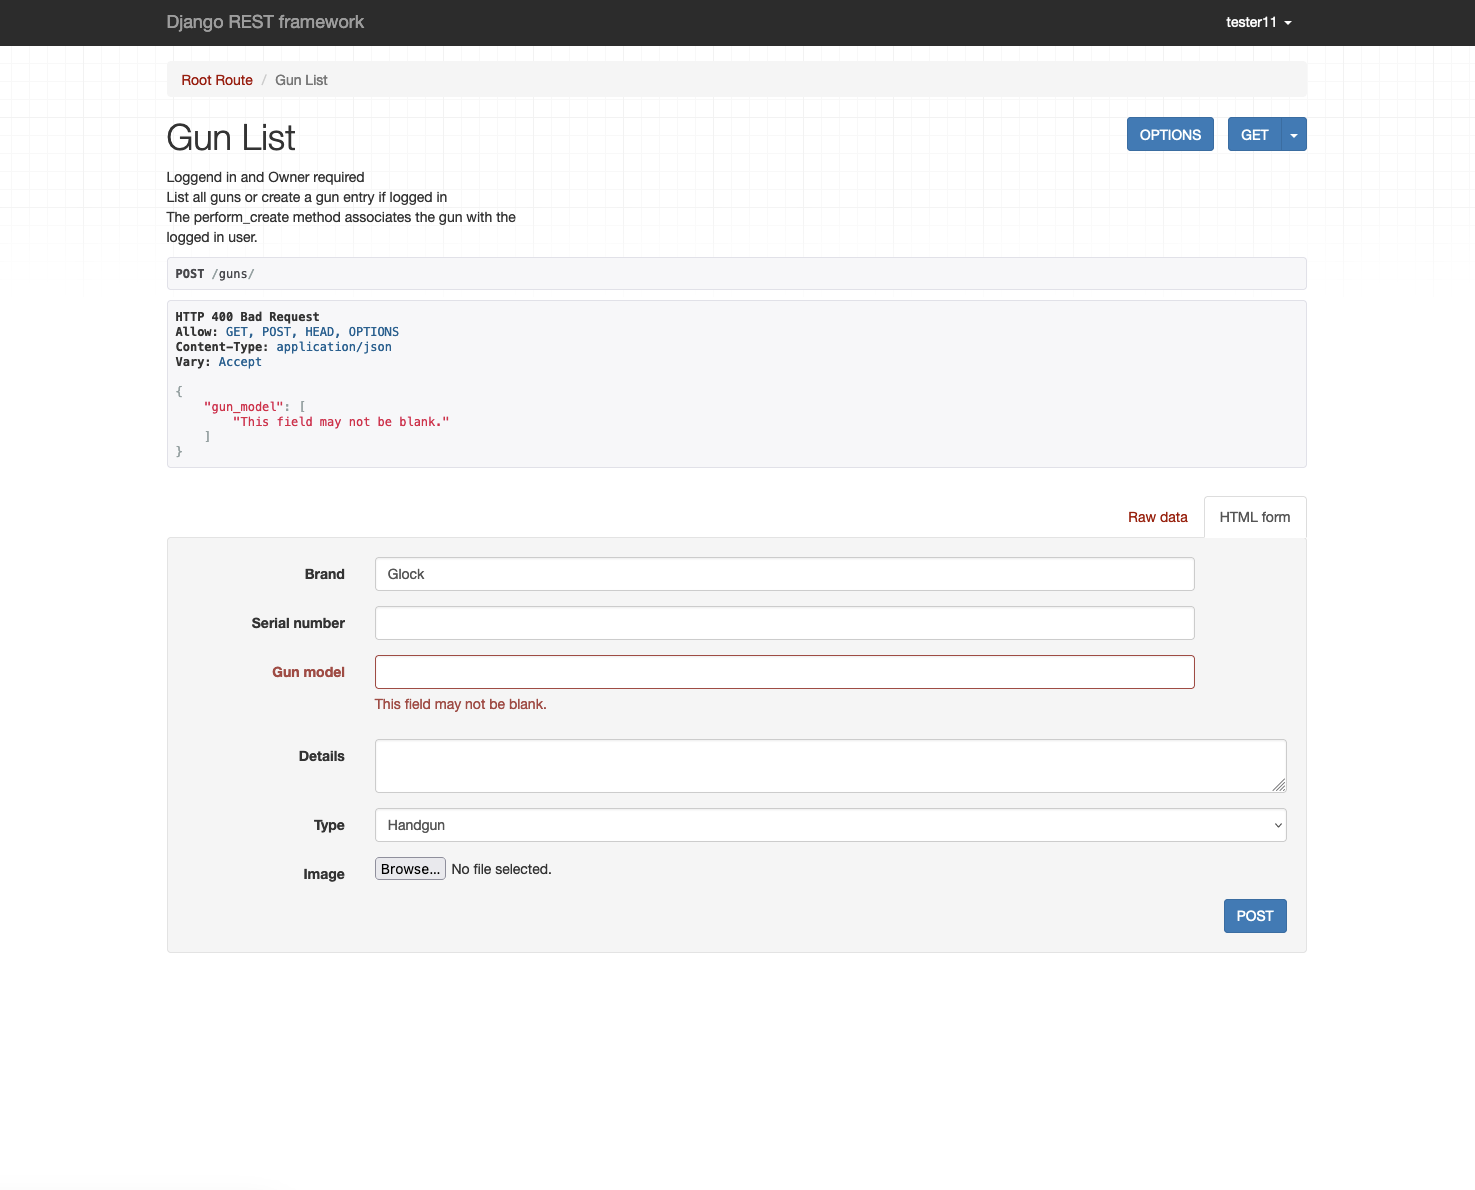 Django REST framework
tester11
Root Route / Gun List
Gun List
OPTIONS
GET
Loggend in and Owner required
List all guns or create a gun entry if logged in
The perform_create method associates the gun with the
logged in user.
POST /guns/
HTTP 400 Bad Request
Allow: GET, POST, HEAD, OPTIONS
Content-Type: application/json
Vary: Accept
{
    "gun_model": [
        "This field may not be blank."
    ]
}
Raw data
HTML form
Brand
Glock
Serial number
Gun model
This field may not be blank.
Details
Type
Handgun
Image
Browse... No file selected.
POST